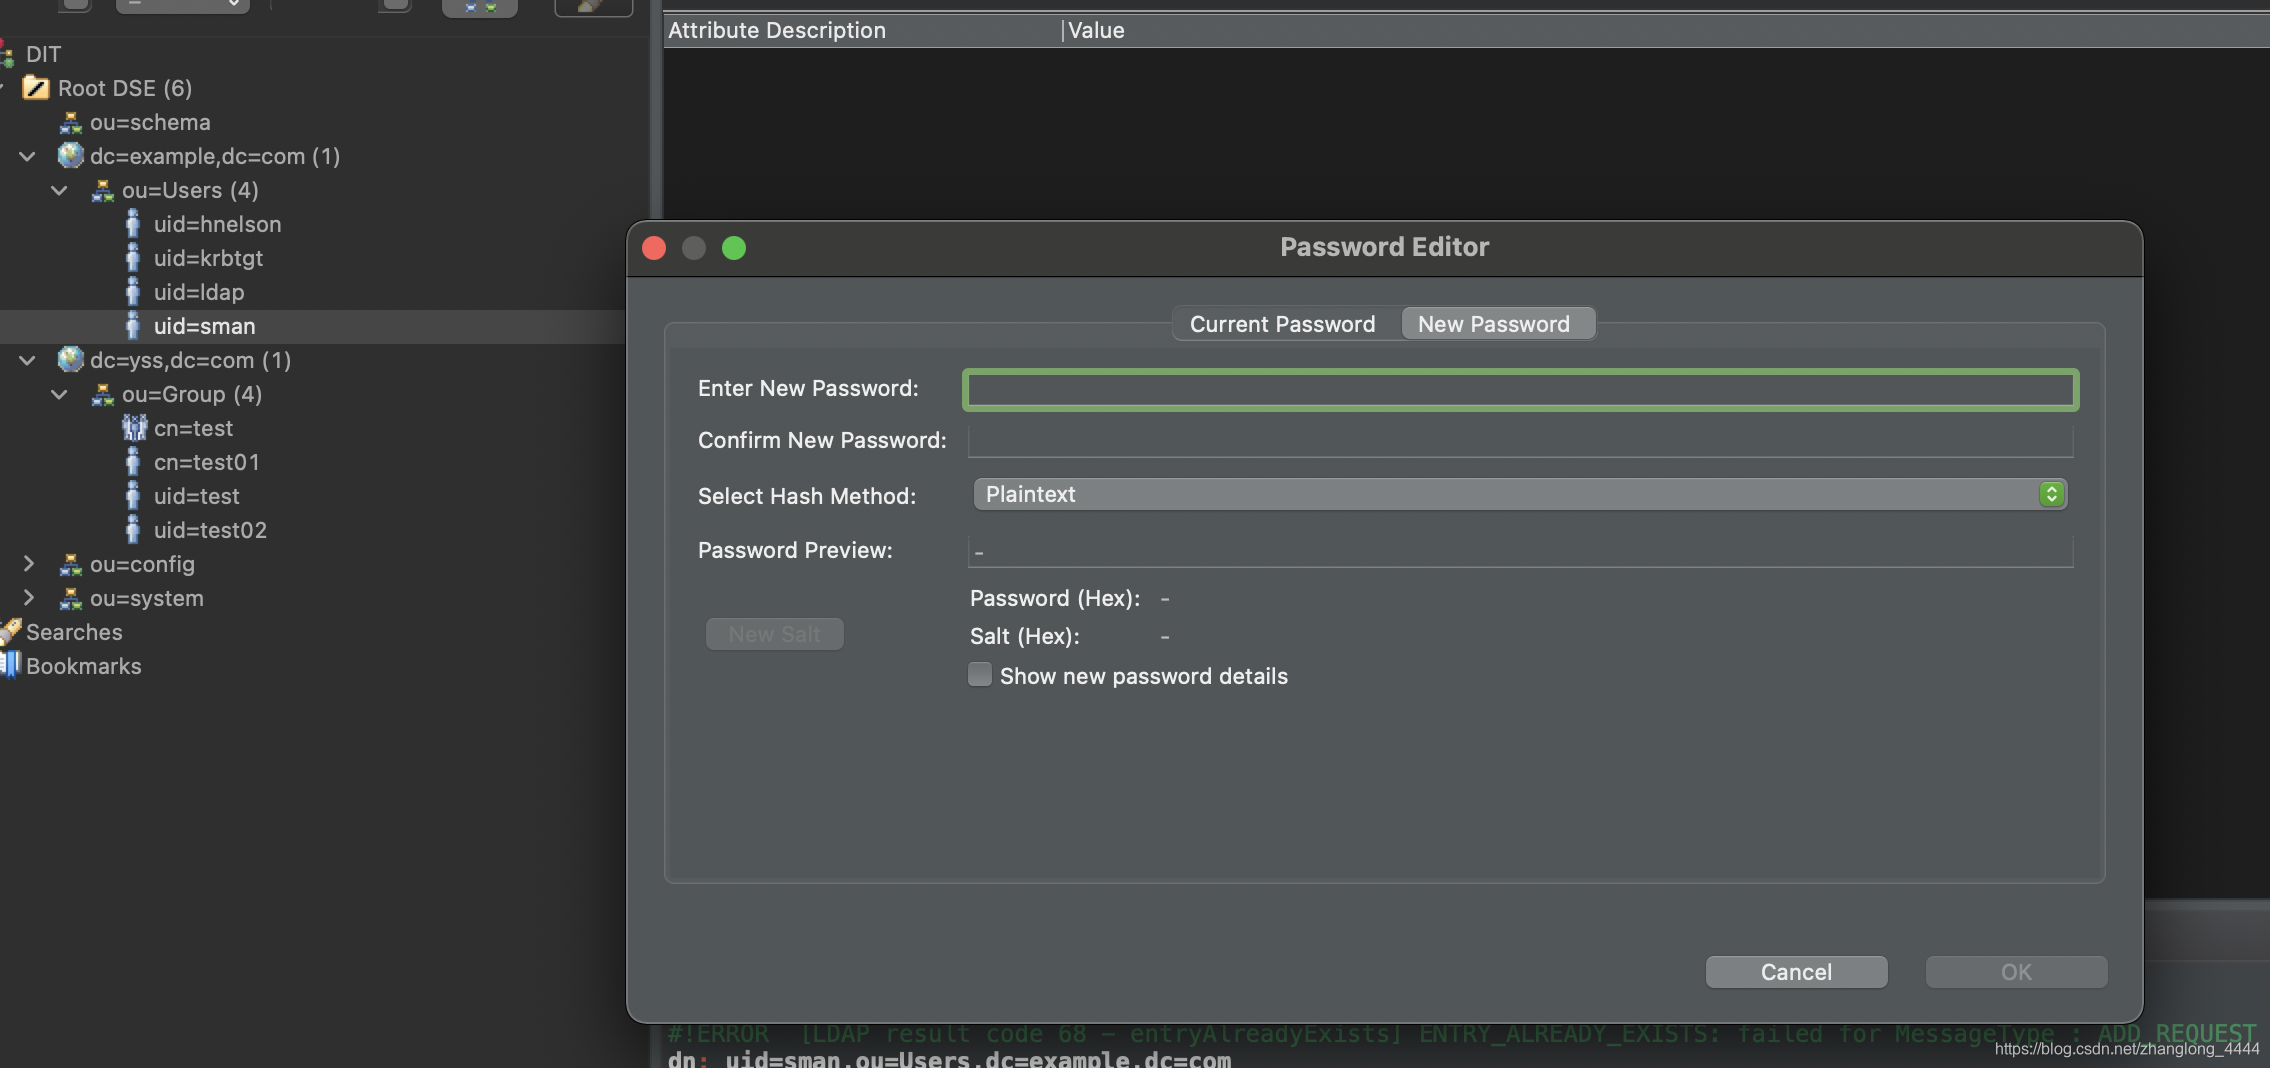 Attribute Description
Value
DIT
Root DSE (6)
ou=schema
dc=example,dc=com (1)
ou=Users (4)
uid=hnelson
uid=krbtgt
uid=ldap
uid=sman
dc=yss,dc=com (1)
ou=Group (4)
cn=test
cn=test01
uid=test
uid=test02
ou=config
ou=system
Searches
Bookmarks
Password Editor
Current Password
New Password
Enter New Password:
Confirm New Password:
Select Hash Method: Plaintext
Password Preview: -
Password (Hex): -
New Salt
Salt (Hex): -
Show new password details
Cancel
OK
#!ERROR [LDAP result code 68 - entryAlreadyExists] ENTRY_ALREADY_EXISTS: failed for MessageType : ADD_REQUEST
dn: uid=sman,ou=Users,dc=example,dc=com
https://blog.csdn.net/zhanglong_4444